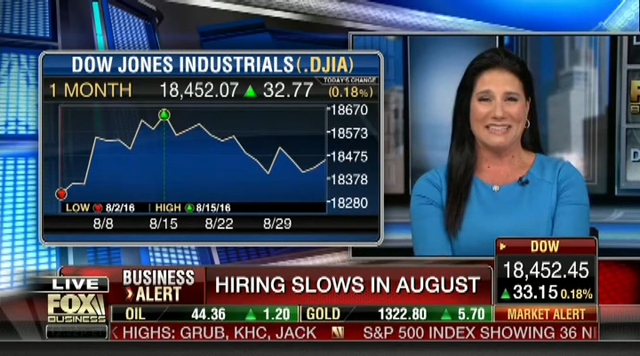 DOW JONES INDUSTRIALS(.DJIA)
1 MONTH 18,452.07 ▲ 32.77 TODAY'S CHANGE (0.18%)
18670
18573
18475
18378
18280
LOW 8/2/16 | HIGH 8/15/16
8/8 8/15 8/22 8/29
DOW
18,452.45
▲ 33.15 0.18%
MARKET ALERT
LIVE
FOX
BUSINESS
BUSINESS
ALERT
HIRING SLOWS IN AUGUST
OIL 44.36 ▲ 1.20 GOLD 1322.80 ▲ 5.70
K HIGHS: GRUB, KHC, JACK S&P 500 INDEX SHOWING 36 N